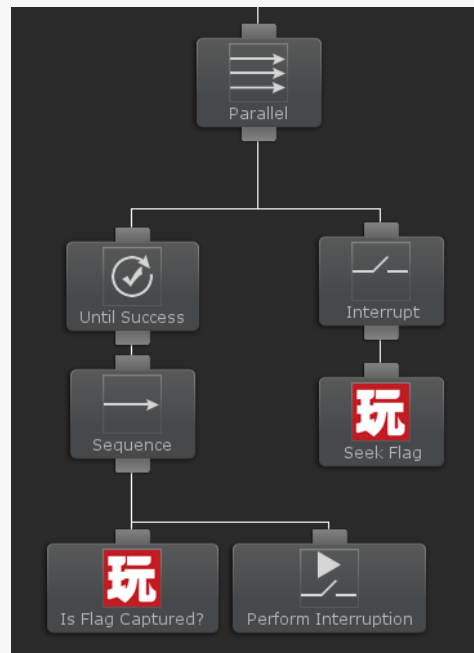 Parallel
Until Success
Interrupt
Sequence
玩
Seek Flag
玩
Is Flag Captured?
Perform Interruption